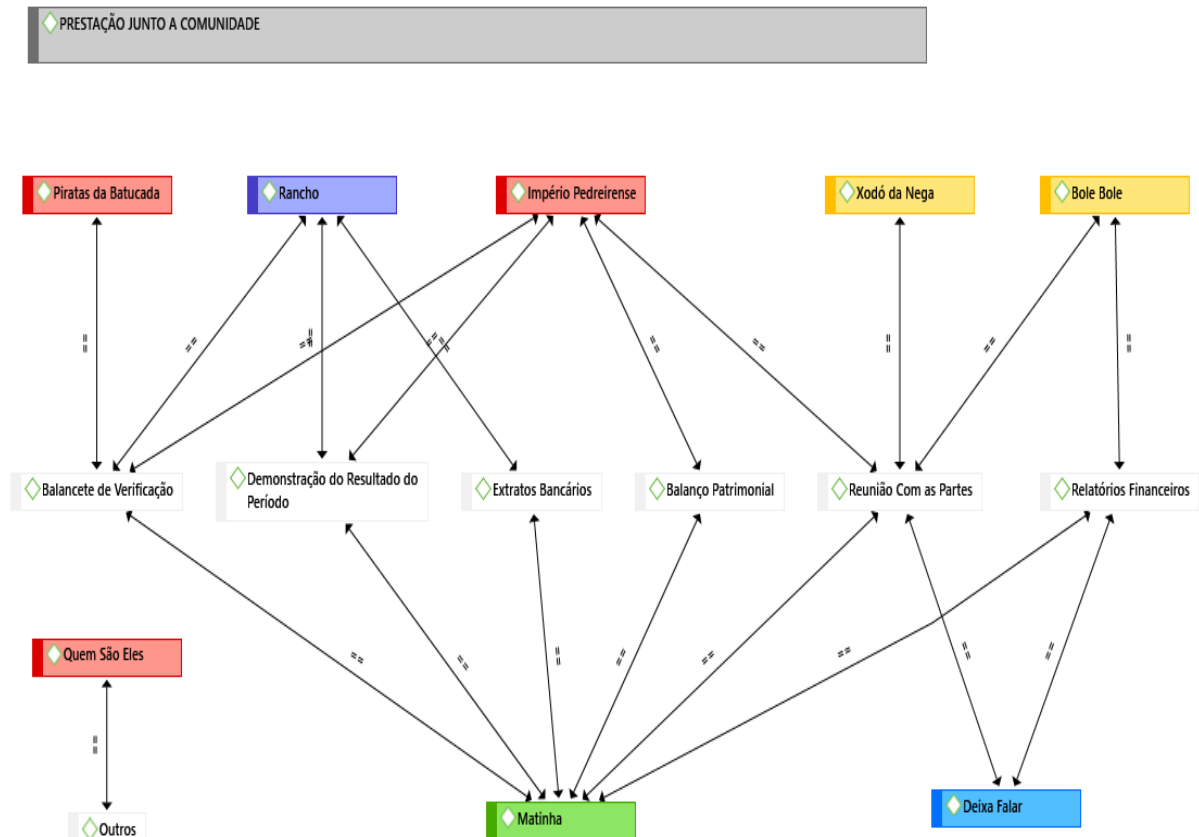 PRESTAÇÃO JUNTO A COMUNIDADE
Piratas da Batucada
Rancho
Império Pedreirense
Xodó da Nega
Bole Bole
==
==
==
==
==
==
==
==
==
==
==
Balancete de Verificação
Demonstração do Resultado do
Período
Extratos Bancários
Balanço Patrimonial
Reunião Com as Partes
Relatórios Financeiros
Quem São Eles
==
==
==
==
==
==
==
==
==
Outros
Matinha
Deixa Falar